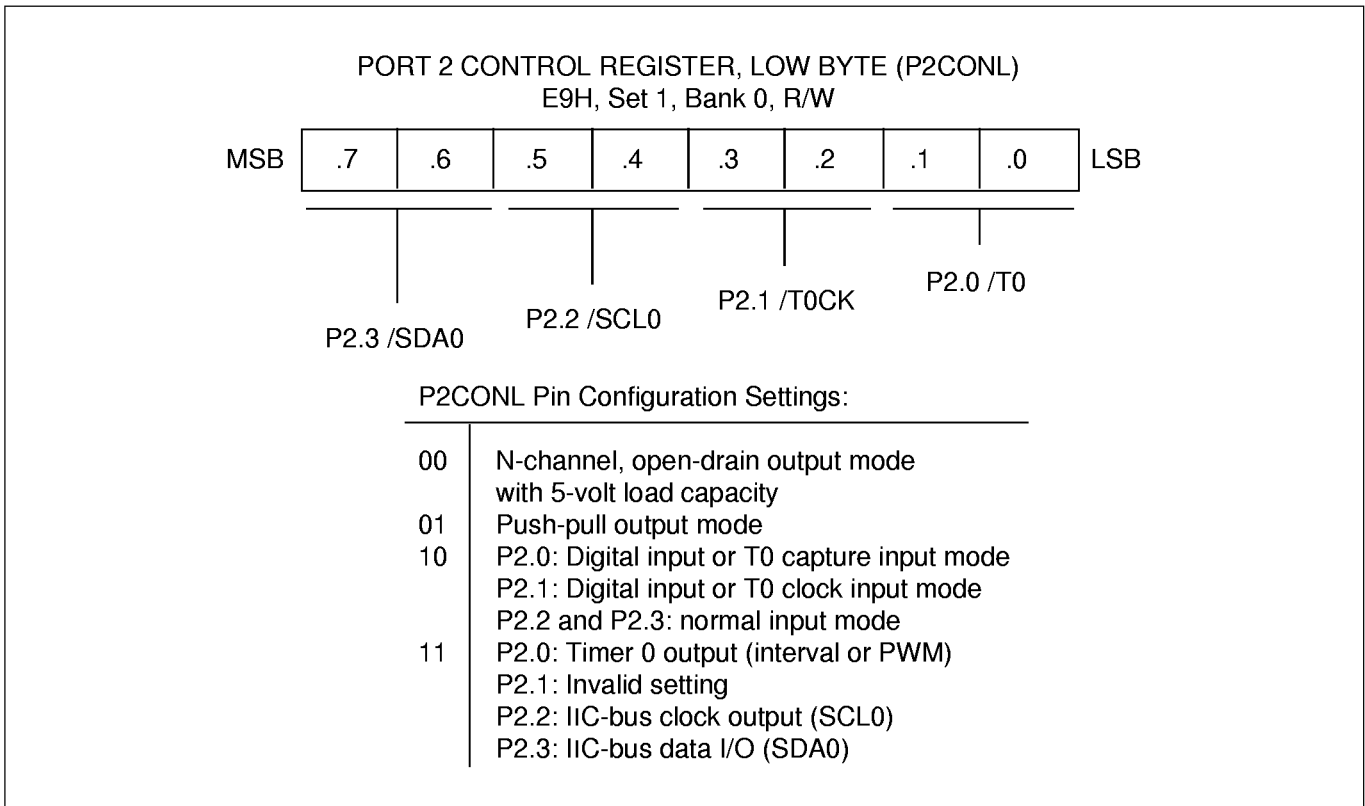 PORT 2 CONTROL REGISTER, LOW BYTE (P2CONL)
E9H, Set 1, Bank 0, R/W
MSB .7 .6 .5 .4 .3 .2 .1 .0 LSB
P2.0 /T0
P2.1 /T0CK
P2.2 /SCL0
P2.3 /SDA0
P2CONL Pin Configuration Settings:
00 N-channel, open-drain output mode
with 5-volt load capacity
01 Push-pull output mode
10 P2.0: Digital input or T0 capture input mode
P2.1: Digital input or T0 clock input mode
P2.2 and P2.3: normal input mode
11 P2.0: Timer 0 output (interval or PWM)
P2.1: Invalid setting
P2.2: IIC-bus clock output (SCL0)
P2.3: IIC-bus data I/O (SDA0)